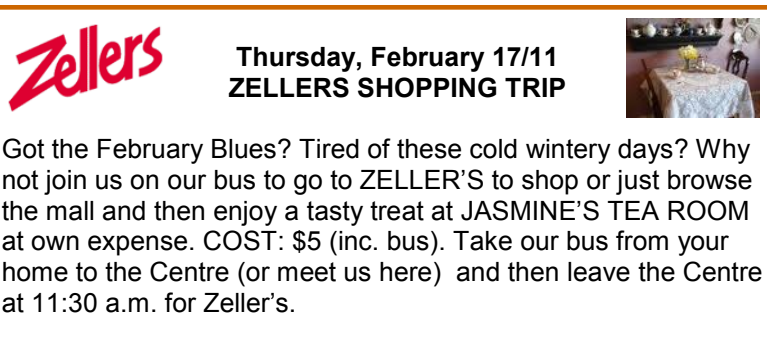 Zellers
Thursday, February 17/11
ZELLERS SHOPPING TRIP
Got the February Blues? Tired of these cold wintery days? Why
not join us on our bus to go to ZELLER'S to shop or just browse
the mall and then enjoy a tasty treat at JASMINE'S TEA ROOM
at own expense. COST: $5 (inc. bus). Take our bus from your
home to the Centre (or meet us here)  and then leave the Centre
at 11:30 a.m. for Zeller's.